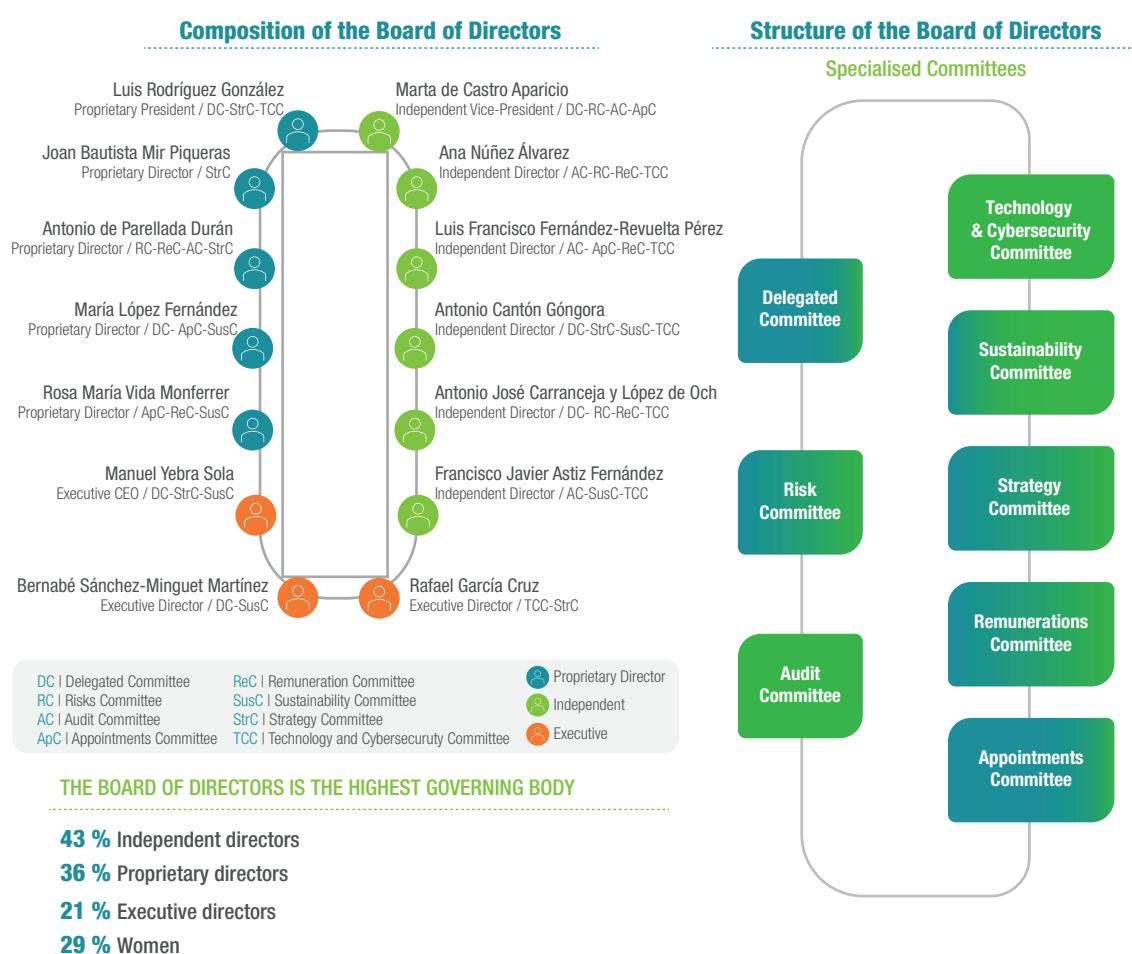 Composition of the Board of Directors
Luis Rodríguez González
Proprietary President / DC-StrC-TCC
Marta de Castro Aparicio
Independent Vice-President / DC-RC-AC-ApC
Joan Bautista Mir Piqueras
Proprietary Director / StrC
Ana Núñez Álvarez
Independent Director / AC-RC-ReC-TCC
Antonio de Parellada Durán
Proprietary Director / RC-ReC-AC-StrC
Luis Francisco Fernández-Revuelta Pérez
Independent Director / AC- ApC-ReC-TCC
María López Fernández
Proprietary Director / DC- ApC-SusC
Antonio Cantón Góngora
Independent Director / DC-StrC-SusC-TCC
Rosa María Vida Monferrer
Proprietary Director / ApC-ReC-SusC
Antonio José Carranceja y López de Och
Independent Director / DC- RC-ReC-TCC
Manuel Yebra Sola
Executive CEO / DC-StrC-SusC
Francisco Javier Astiz Fernández
Independent Director / AC-SusC-TCC
Bernabé Sánchez-Minguet Martínez
Executive Director / DC-SusC
Rafael García Cruz
Executive Director / TCC-StrC
DC | Delegated Committee
RC | Risks Committee
AC | Audit Committee
ApC | Appointments Committee
ReC | Remuneration Committee
SusC | Sustainability Committee
StrC | Strategy Committee
TCC | Technology and Cybersecuruty Committee
Proprietary Director
Independent
Executive
THE BOARD OF DIRECTORS IS THE HIGHEST GOVERNING BODY
43 % Independent directors
36 % Proprietary directors
21 % Executive directors
29 % Women
Structure of the Board of Directors
Specialised Committees
Technology
& Cybersecurity
Committee
Delegated
Committee
Sustainability
Committee
Risk
Committee
Strategy
Committee
Remunerations
Committee
Audit
Committee
Appointments
Committee